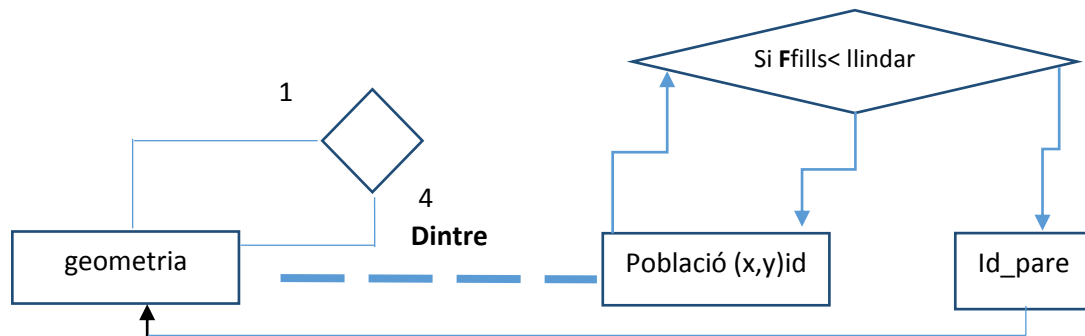 Si Ffills< llindar
1
4
Dintre
geometria
Població (x,y)id
Id_pare